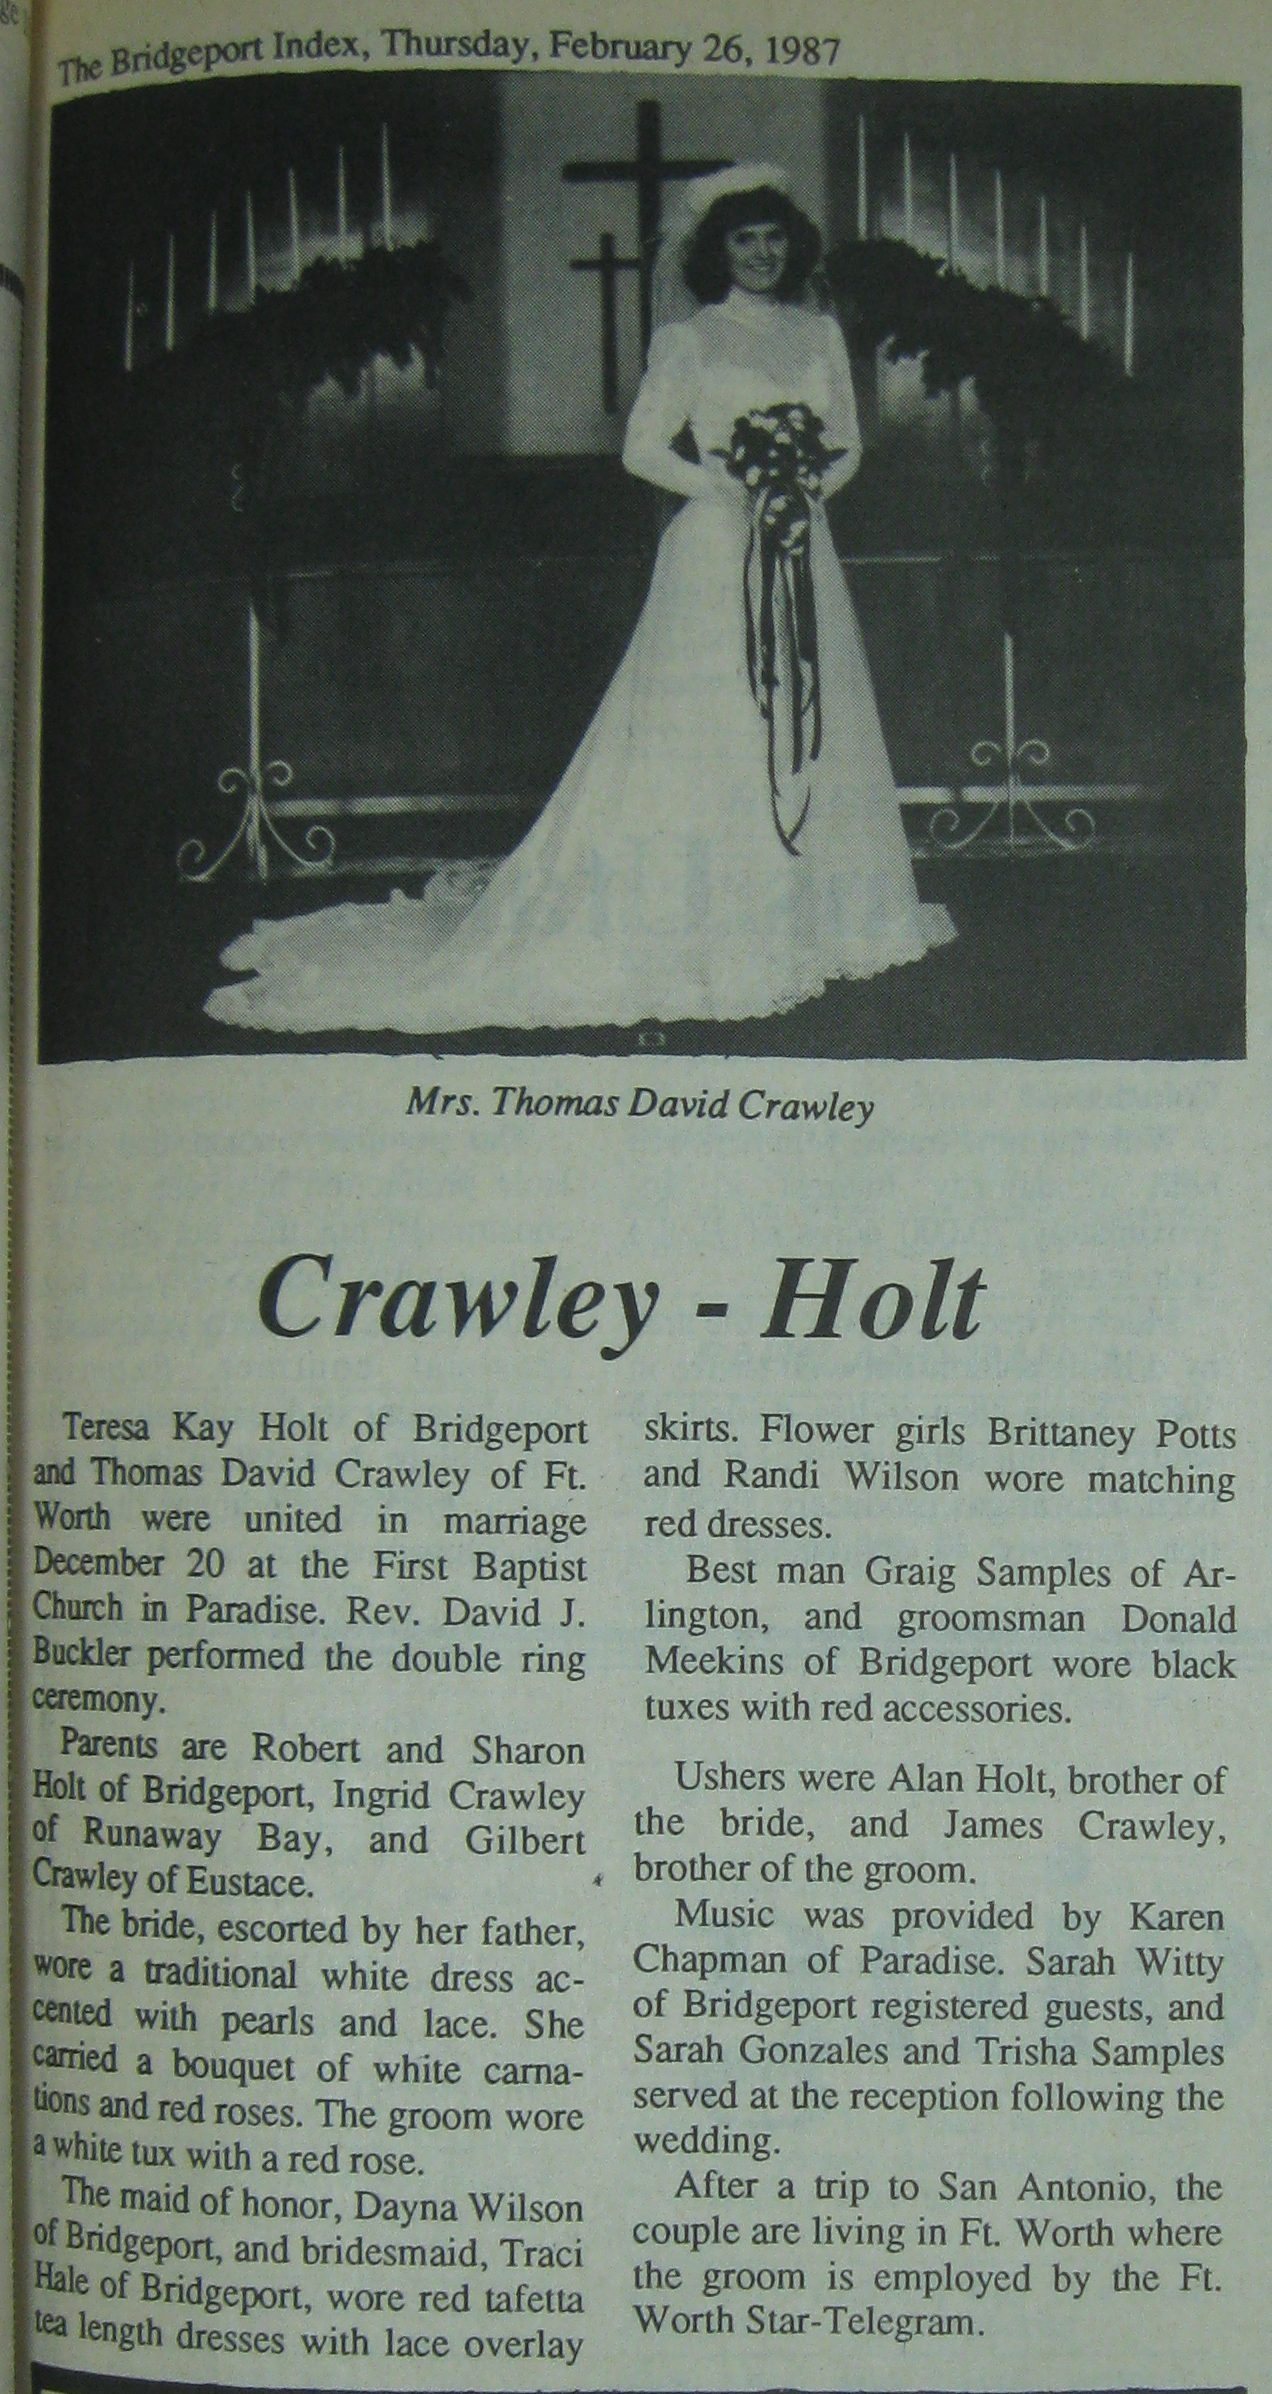 The Bridgeport Index, Thursday, February 26, 1987
Mrs. Thomas David Crawley
Crawley - Holt
Teresa Kay Holt of Bridgeport
and Thomas David Crawley of Ft.
Worth were united in marriage
December 20 at the First Baptist
Church in Paradise. Rev. David J.
Buckler performed the double ring
ceremony.
Parents are Robert and Sharon
Holt of Bridgeport, Ingrid Crawley
of Runaway Bay, and Gilbert
Crawley of Eustace.
The bride, escorted by her father,
wore a traditional white dress ac-
cented with pearls and lace. She
carried a bouquet of white carna-
tions and red roses. The groom wore
a white tux with a red rose.
The maid of honor, Dayna Wilson
of Bridgeport, and bridesmaid, Traci
Hale of Bridgeport, wore red tafetta
tea length dresses with lace overlay
skirts. Flower girls Brittaney Potts
and Randi Wilson wore matching
red dresses.
Best man Graig Samples of Ar-
lington, and groomsman Donald
Meekins of Bridgeport wore black
tuxes with red accessories.
Ushers were Alan Holt, brother of
the bride, and James Crawley,
brother of the groom.
Music was provided by Karen
Chapman of Paradise. Sarah Witty
of Bridgeport registered guests, and
Sarah Gonzales and Trisha Samples
served at the reception following the
wedding.
After a trip to San Antonio, the
couple are living in Ft. Worth where
the groom is employed by the Ft.
Worth Star-Telegram.